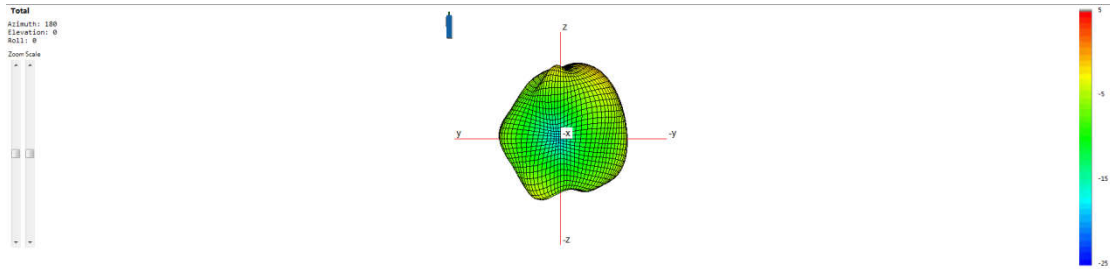 Total
Azimuth: 180
Elevation: 0
Roll: 0
Zoom Scale
z
y
-x
-y
-z
5
-5
-15
-25